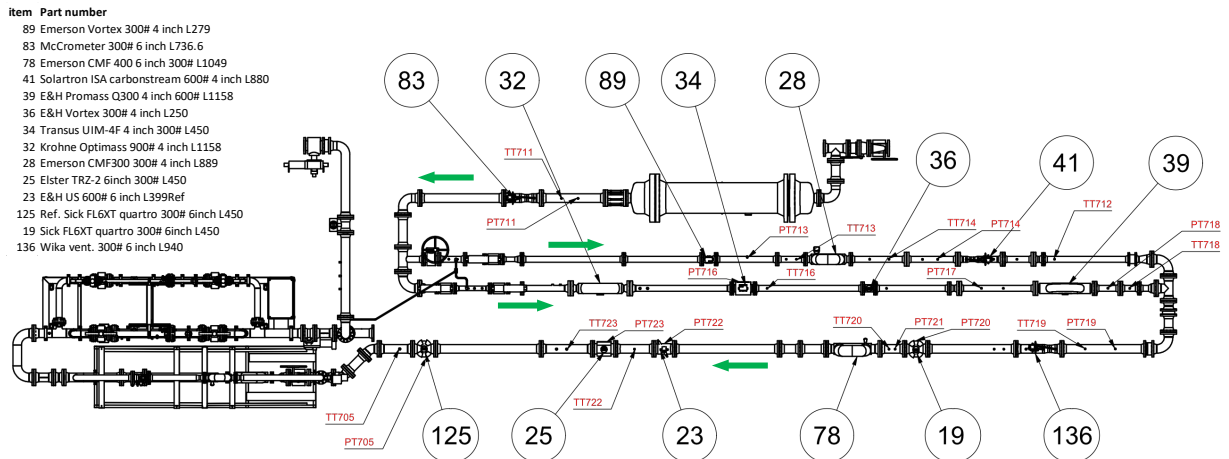 item Part number
89 Emerson Vortex 300# 4 inch L279
83 McCrometer 300# 6 inch L736.6
78 Emerson CMF 400 6 inch 300# L1049
41 Solartron ISA carbonstream 600# 4 inch L880
39 E&H Promass Q300 4 inch 600# L1158
36 E&H Vortex 300# 4 inch L250
34 Transus UIM-4F 4 inch 300# L450
32 Krohne Optimass 900# 4 inch L1158
28 Emerson CMF300 300# 4 inch L889
25 Elster TRZ-2 6inch 300# L450
23 E&H US 600# 6 inch L399Ref
125 Ref. Sick FL6XT quatro 300# 6inch L450
19 Sick FL6XT quatro 300# 6inch L450
136 Wika vent. 300# 6 inch L940
83 32 89 34 28
36 41 39
TT711
PT711
PT713 TT713 TT714 PT714 TT712 PT718
TT718
PT716 TT716 PT717
TT723 PT723 PT722 TT720 PT721 PT720 TT719 PT719
TT705 TT722
PT705
125 25 23 78 19 136